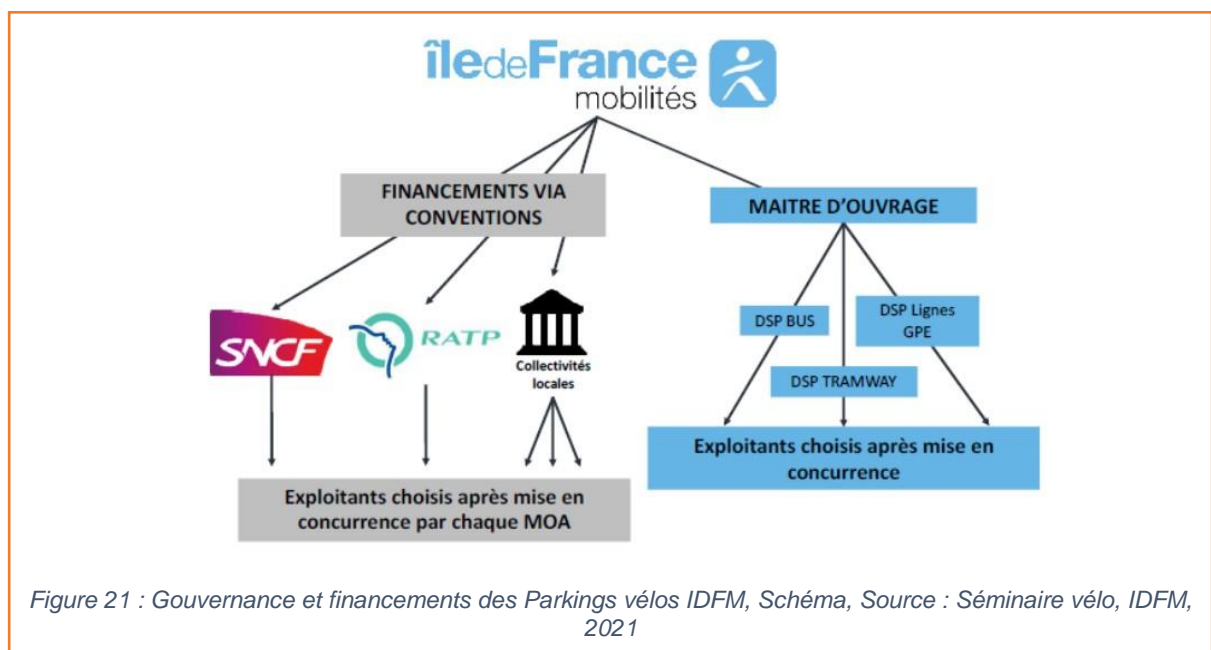 îledeFrance
mobilités
FINANCEMENTS VIA
CONVENTIONS
MAITRE D'OUVRAGE
SNCF
RATP
Collectivités
locales
DSP BUS
DSP Lignes
GPE
DSP TRAMWAY
Exploitants choisis après mise en
concurrence
Exploitants choisis après mise en
concurrence par chaque MOA
Figure 21 : Gouvernance et financements des Parkings vélos IDFM, Schéma, Source : Séminaire vélo, IDFM,
2021